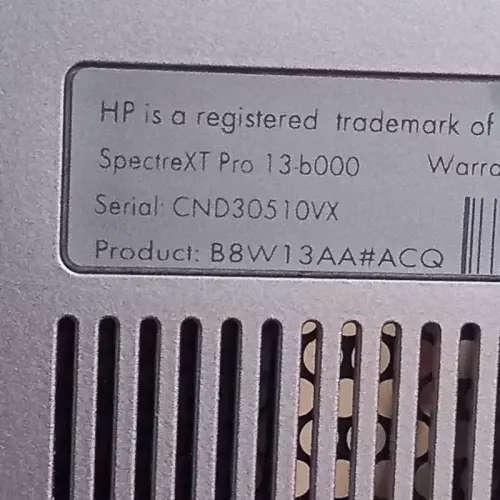 HP is a registered trademark of
SpectreXT Pro 13-b000
Serial: CND30510VX
Product: B8W13AA#ACQ